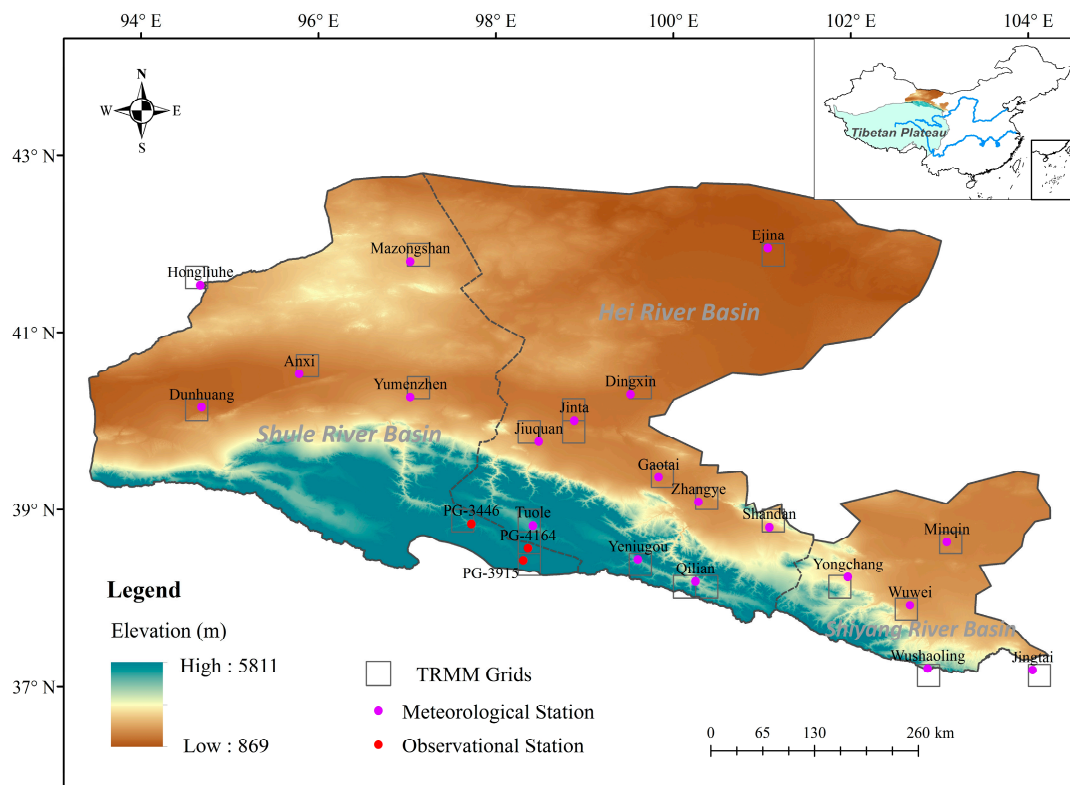 94° E 96° E 98° E 100° E 102° E 104° E
N
W E
S
Tibetan Plateau
43° N
Ejina
Mazongshan
Hongliuhe
Hei River Basin
41° N
Anxi
Yumenzhen
Dingxin
Dunhuang
Jinta
Jiuquan
Shule River Basin
Gaotai
Zhangye
39° N
PG-3446
Tuole
Shandan
Minqin
PG-4164
Yeniugou
PG-3915
Qilian
Yongchang
Wuwei
Shiyang River Basin
Wushaoling
Jingtai
37° N
Legend
Elevation (m)
High : 5811
Low : 869
TRMM Grids
Meteorological Station
Observational Station
0 65 130 260 km